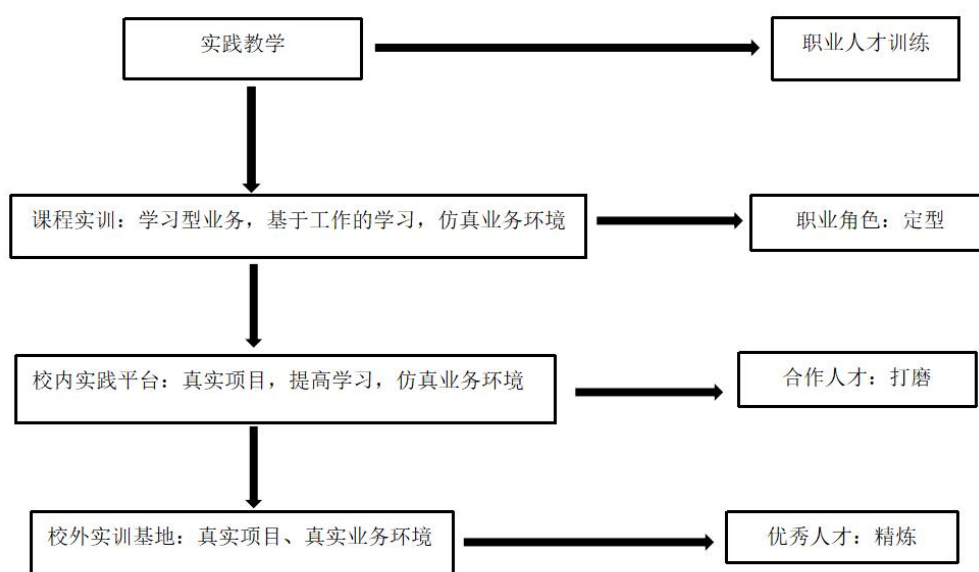 实践教学
职业人才训练
课程实训：学习型业务，基于工作的学习，仿真业务环境
职业角色：定型
校内实践平台：真实项目，提高学习，仿真业务环境
合作人才：打磨
校外实训基地：真实项目、真实业务环境
优秀人才：精炼